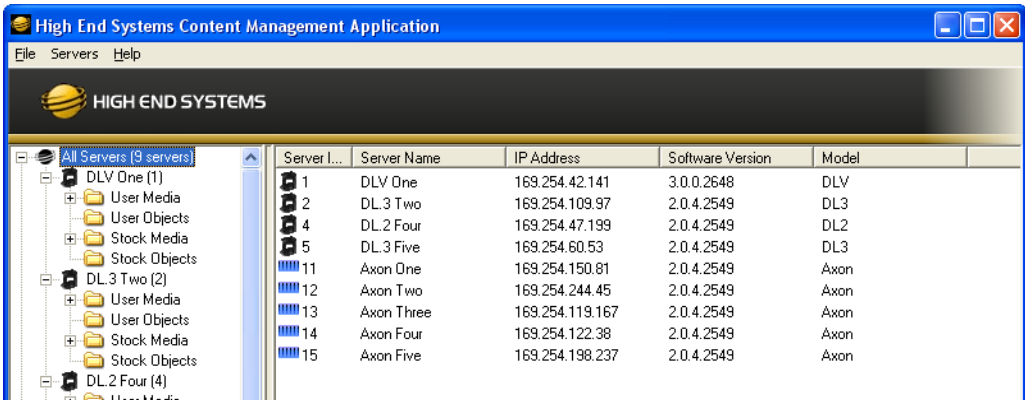 High End Systems Content Management Application
File Servers Help
HIGH END SYSTEMS
All Servers (9 servers)
DLV One (1)
User Media
User Objects
Stock Media
Stock Objects
DL.3 Two (2)
User Media
User Objects
Stock Media
Stock Objects
DL.2 Four (4)
User Media
Server I... Server Name IP Address Software Version Model
1 DLV One 169.254.42.141 3.0.0.2648 DLV
2 DL.3 Two 169.254.109.97 2.0.4.2549 DL3
4 DL.2 Four 169.254.47.199 2.0.4.2549 DL2
5 DL.3 Five 169.254.60.53 2.0.4.2549 DL3
11 Axon One 169.254.150.81 2.0.4.2549 Axon
12 Axon Two 169.254.244.45 2.0.4.2549 Axon
13 Axon Three 169.254.119.167 2.0.4.2549 Axon
14 Axon Four 169.254.122.38 2.0.4.2549 Axon
15 Axon Five 169.254.198.237 2.0.4.2549 Axon